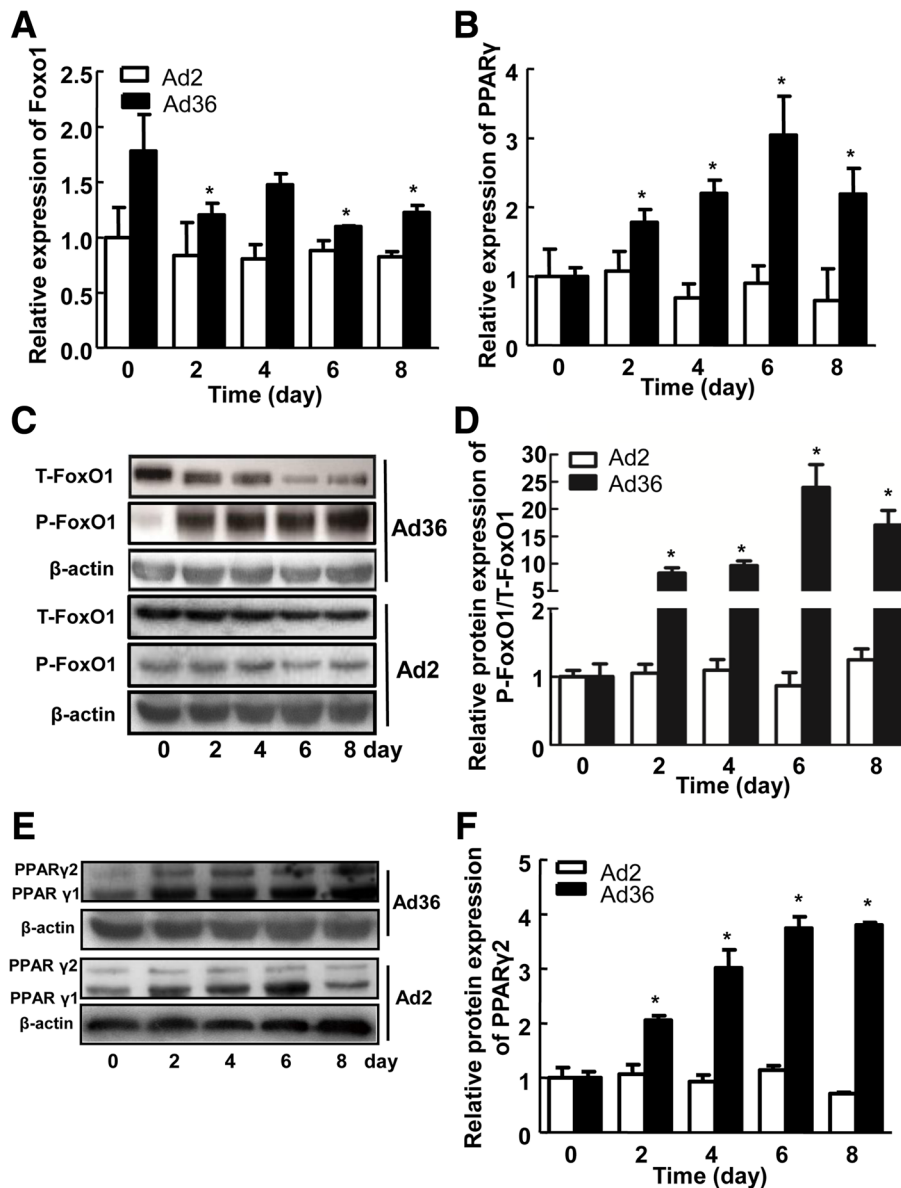 A
Relative expression of Foxo1
2.5
2.0
1.5
1.0
0.5
0.0
Ad2
Ad36
*
*
*
0 2 4 6 8
Time (day)
B
Relative expression of PPARγ
4
3
2
1
0
*
*
*
*
0 2 4 6 8
Time (day)
C
T-FoxO1
P-FoxO1
β-actin
Ad36
T-FoxO1
P-FoxO1
β-actin
Ad2
0 2 4 6 8 day
D
Relative protein expression of
P-FoxO1/T-FoxO1
30
25
20
15
10
5
2
1
0
Ad2
Ad36
*
*
*
*
0 2 4 6 8
Time (day)
E
PPARγ2
PPAR γ1
β-actin
Ad36
PPAR γ2
PPAR γ1
β-actin
Ad2
0 2 4 6 8 day
F
Relative protein expression
of PPARγ2
5
4
3
2
1
0
Ad2
Ad36
*
*
*
*
0 2 4 6 8
Time (day)